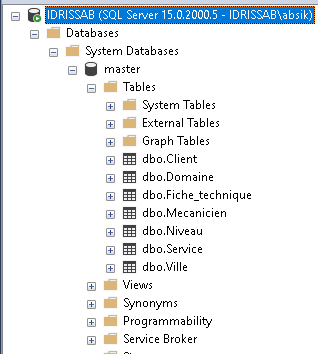 IDRISSAB (SQL Server 15.0.2000.5 - IDRISSAB\absik)
Databases
System Databases
master
Tables
System Tables
External Tables
Graph Tables
dbo.Client
dbo.Domaine
dbo.Fiche_technique
dbo.Mecanicien
dbo.Niveau
dbo.Service
dbo.Ville
Views
Synonyms
Programmability
Service Broker